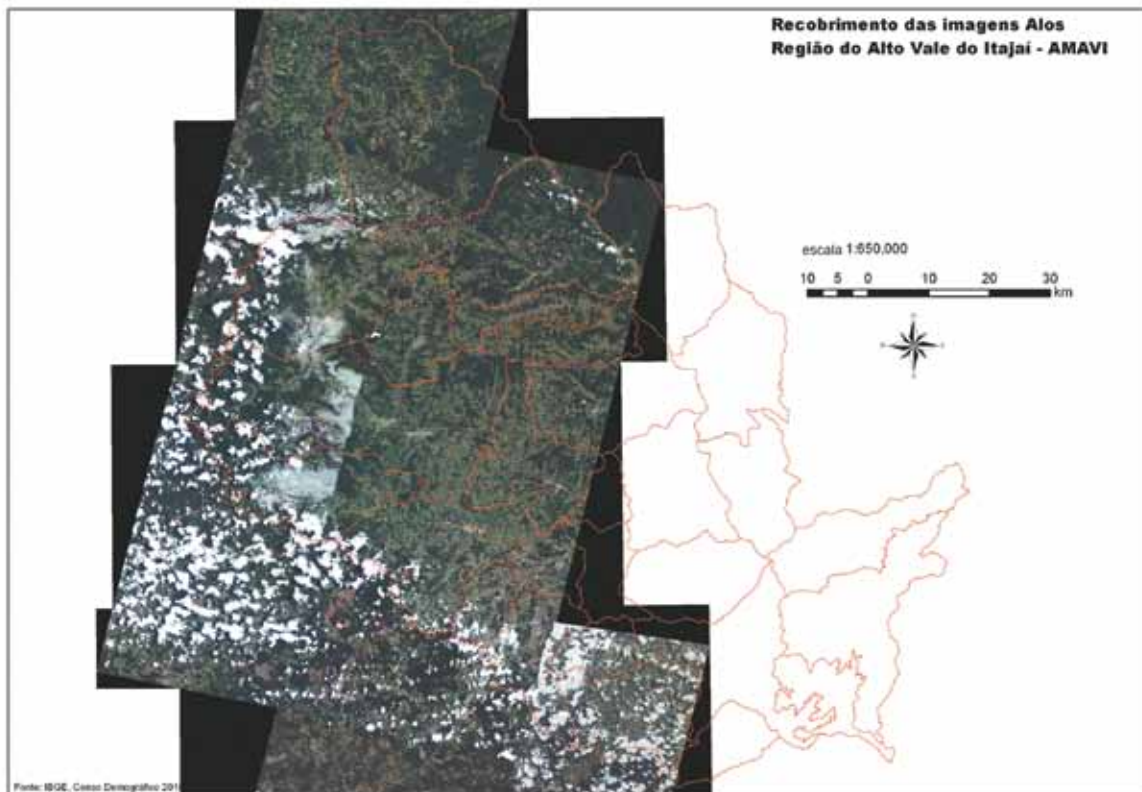 Recobrimento das imagens Alos
Região do Alto Vale do Itajaí - AMAVI
escala 1:650,000
10 5 0 10 20 30
km
Fonte: IBGE, Censo Demográfico 201